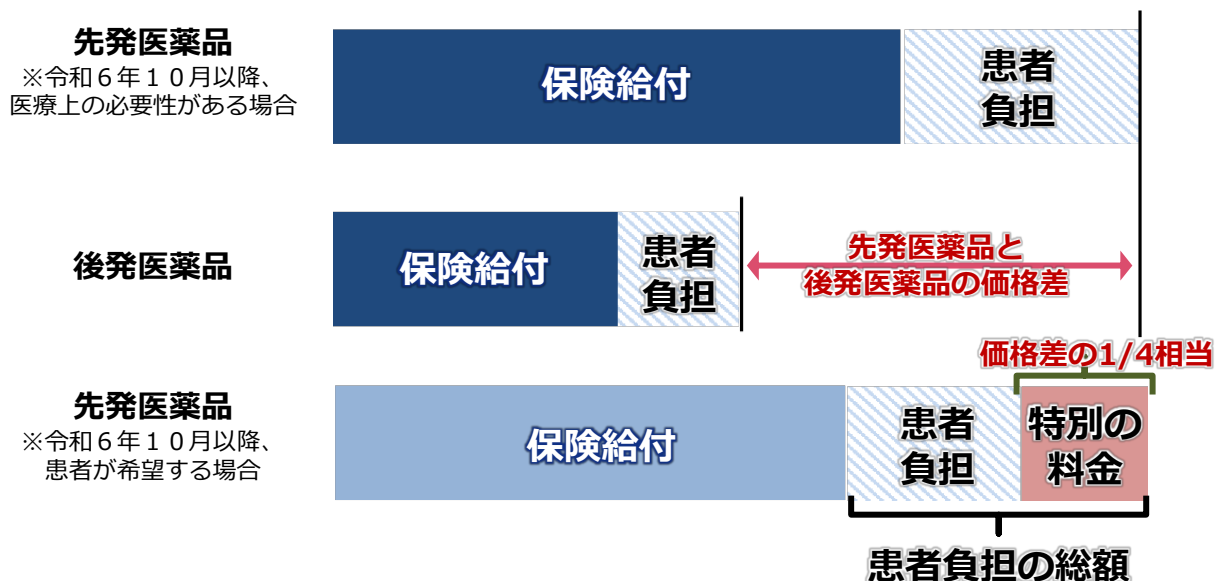 先発医薬品
※令和6年10月以降、
医療上の必要性がある場合
保険給付
患者
負担
後発医薬品
保険給付
患者
負担
先発医薬品と
後発医薬品の価格差
価格差の1/4相当
先発医薬品
※令和6年10月以降、
患者が希望する場合
保険給付
患者
負担
特別の
料金
患者負担の総額